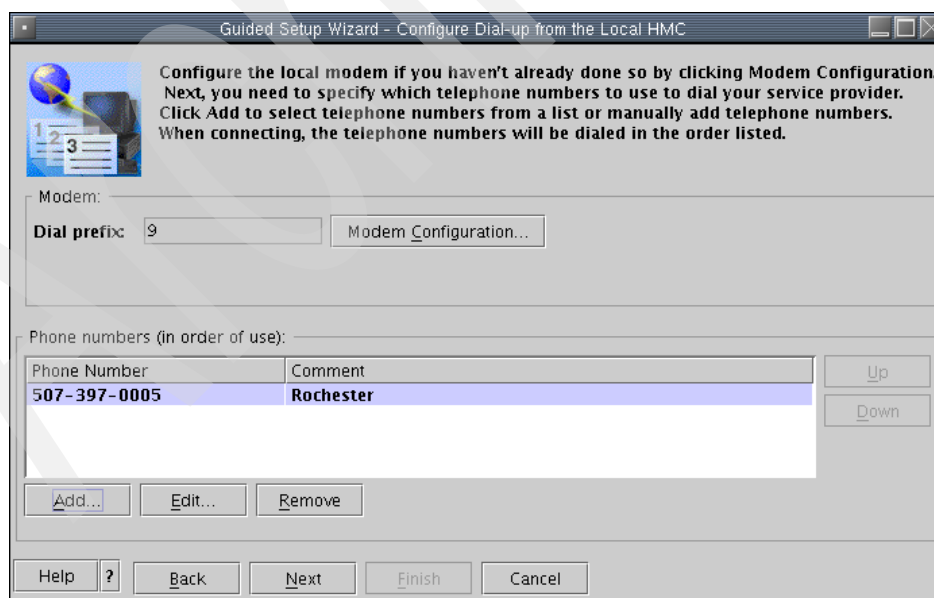 Guided Setup Wizard - Configure Dial-up from the Local HMC
Configure the local modem if you haven't already done so by clicking Modem Configuration.
Next, you need to specify which telephone numbers to use to dial your service provider.
Click Add to select telephone numbers from a list or manually add telephone numbers.
When connecting, the telephone numbers will be dialed in the order listed.
1
2
3
Modem:
Dial prefix: 9 Modem Configuration...
Phone numbers (in order of use):
Phone Number Comment
507-397-0005 Rochester
Up
Down
Add... Edit... Remove
Help ? Back Next Finish Cancel